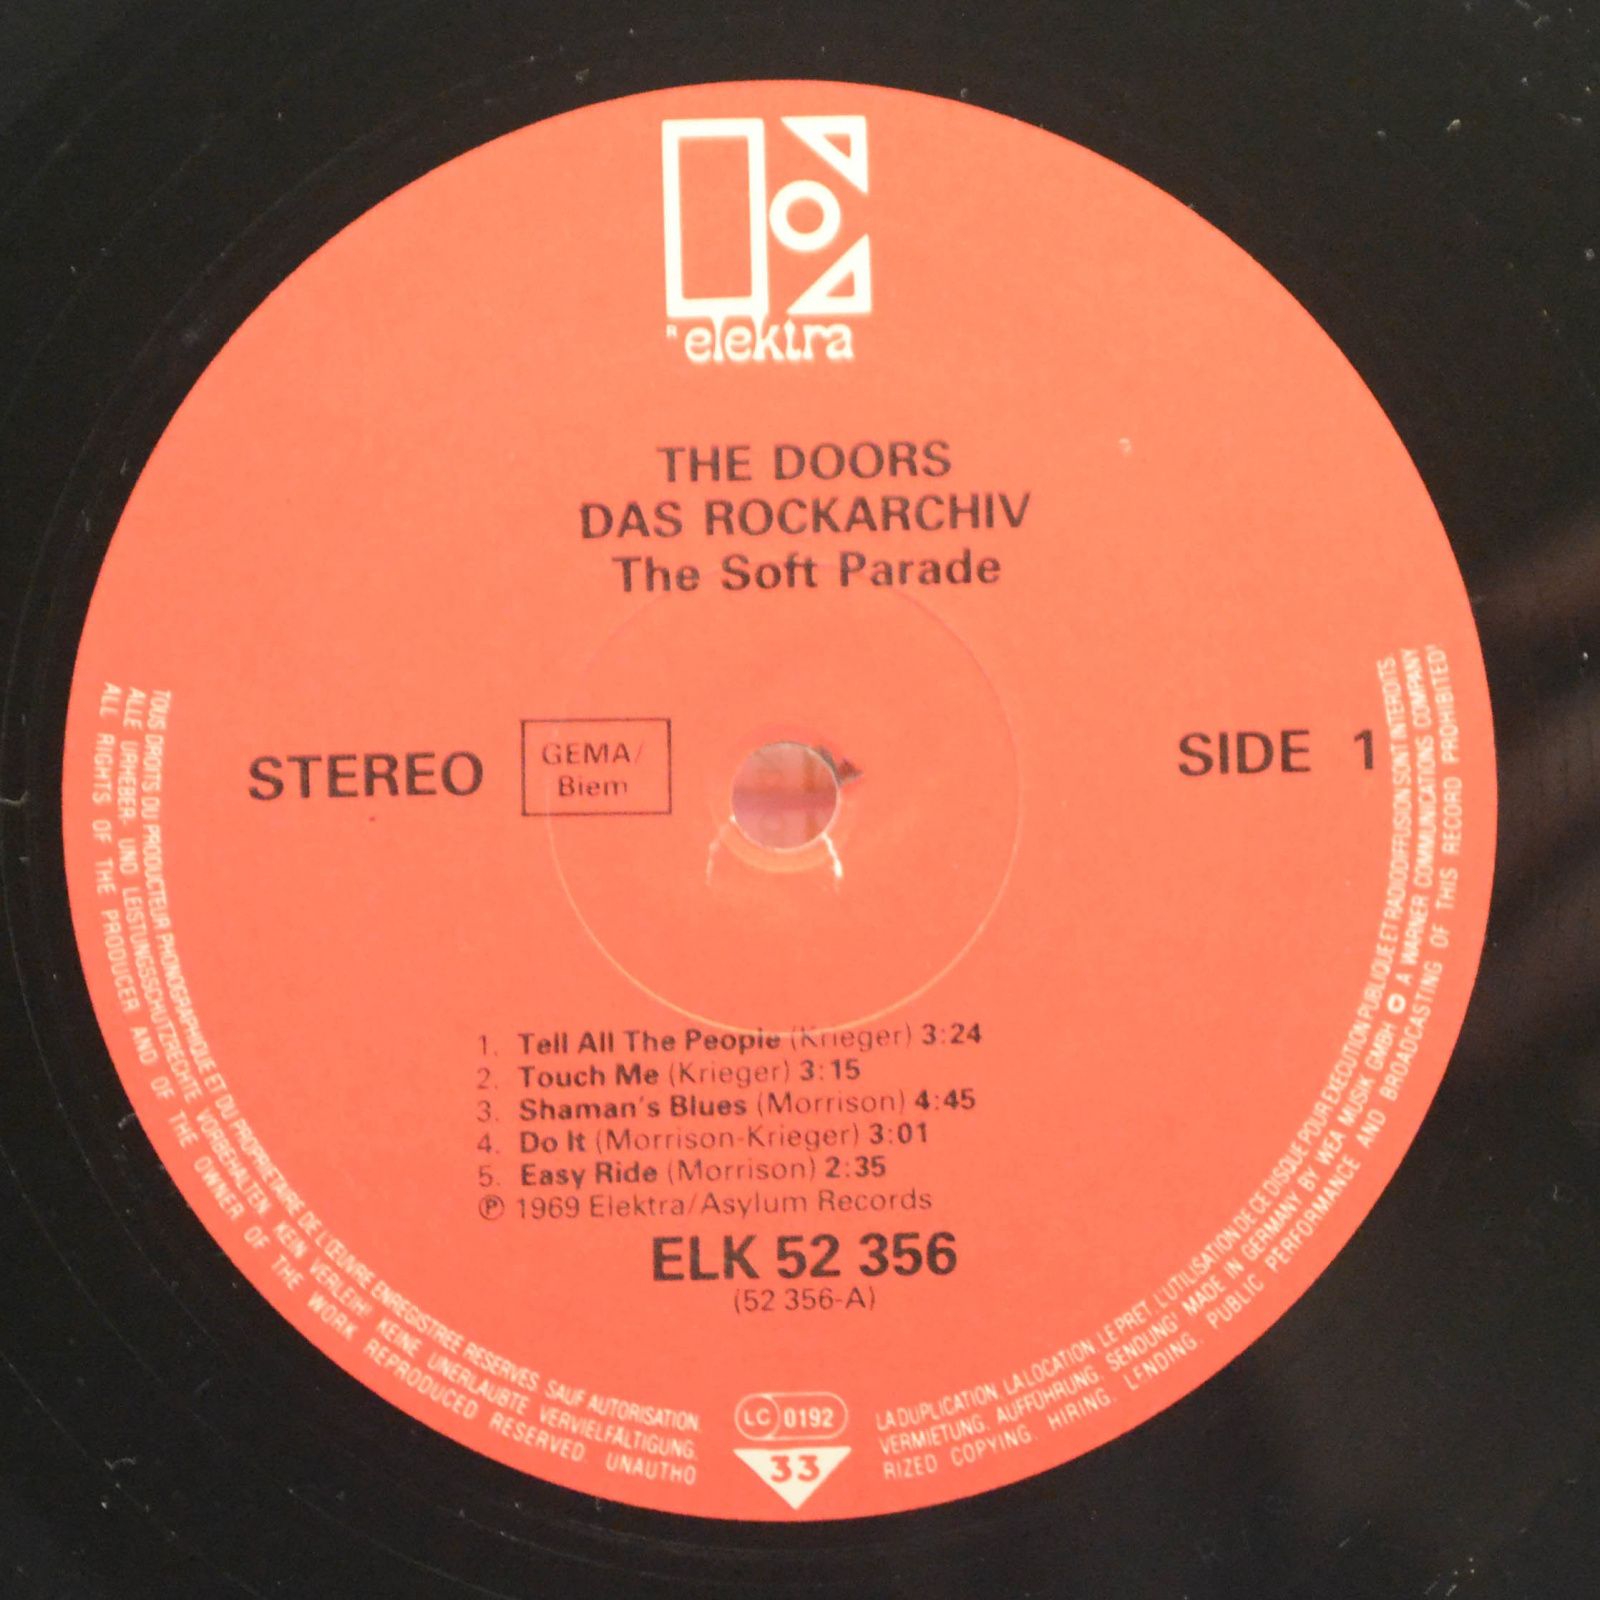 R elektra
THE DOORS
DAS ROCKARCHIV
The Soft Parade
STEREO
GEMA/
Biem
SIDE 1
1. Tell All The People (Krieger) 3:24
2. Touch Me (Krieger) 3:15
3. Shaman's Blues (Morrison) 4:45
4. Do It (Morrison-Krieger) 3:01
5. Easy Ride (Morrison) 2:35
℗ 1969 Elektra/Asylum Records
ELK 52 356
(52 356-A)
LC 0192
33
TOUS DROITS DU PRODUCTEUR PHONOGRAPHIQUE ET DU PROPRIETAIRE DE L'ŒUVRE ENREGISTREE RESERVES. SAUF AUTORISATION. LA DUPLICATION. LA LOCATION. LE PRET. L'UTILISATION DE CE DISQUE POUR EXECUTION PUBLIQUE ET RADIODIFFUSION SONT INTERDITS.
ALLE URHEBER. UND LEISTUNGSSCHUTZRECHTE VORBEHALTEN. KEIN VERLEIH! KEINE UNERLAUBTE VERVIELFÄLTIGUNG. VERMIETUNG. AUFFÜHRUNG. SENDUNG! MADE IN GERMANY BY WEA MUSIK GMBH A WARNER COMMUNICATIONS COMPANY
ALL RIGHTS OF THE PRODUCER AND OF THE OWNER OF THE WORK REPRODUCED RESERVED. UNAUTHORIZED COPYING. HIRING. LENDING. PUBLIC PERFORMANCE AND BROADCASTING OF THIS RECORD PROHIBITED!